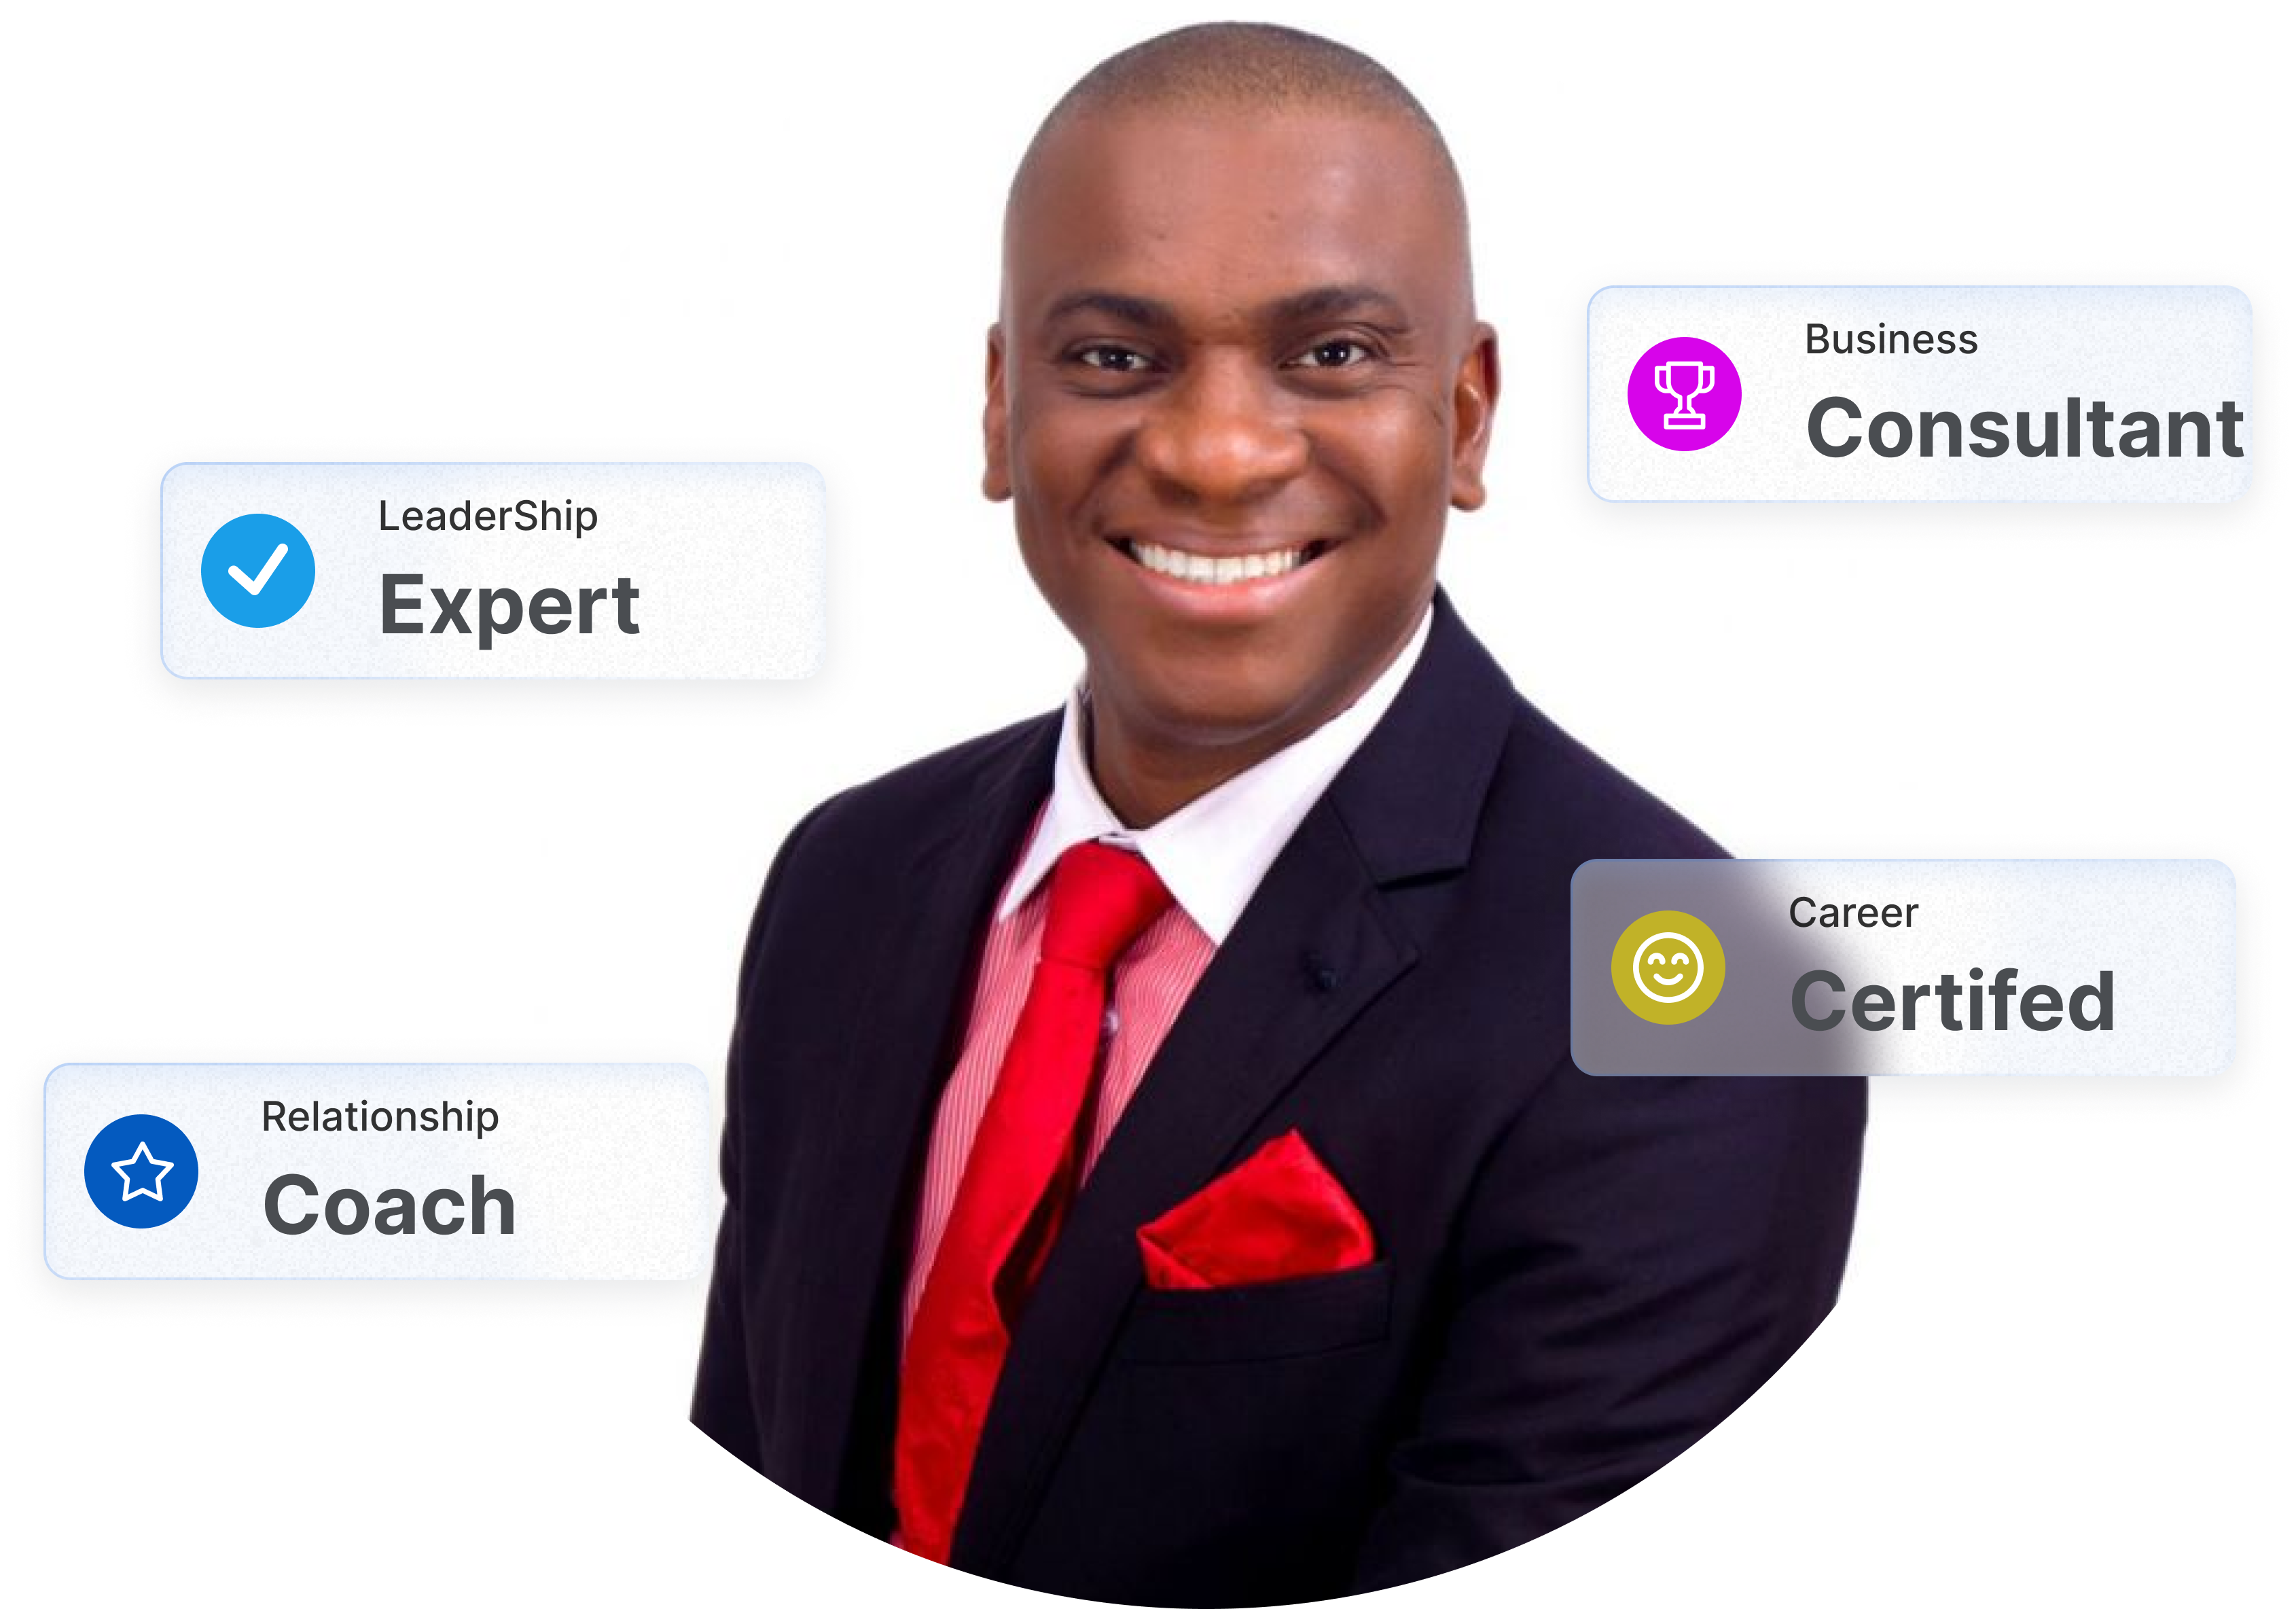 Business
Consultant
LeaderShip
Expert
Career
Certifed
Relationship
Coach